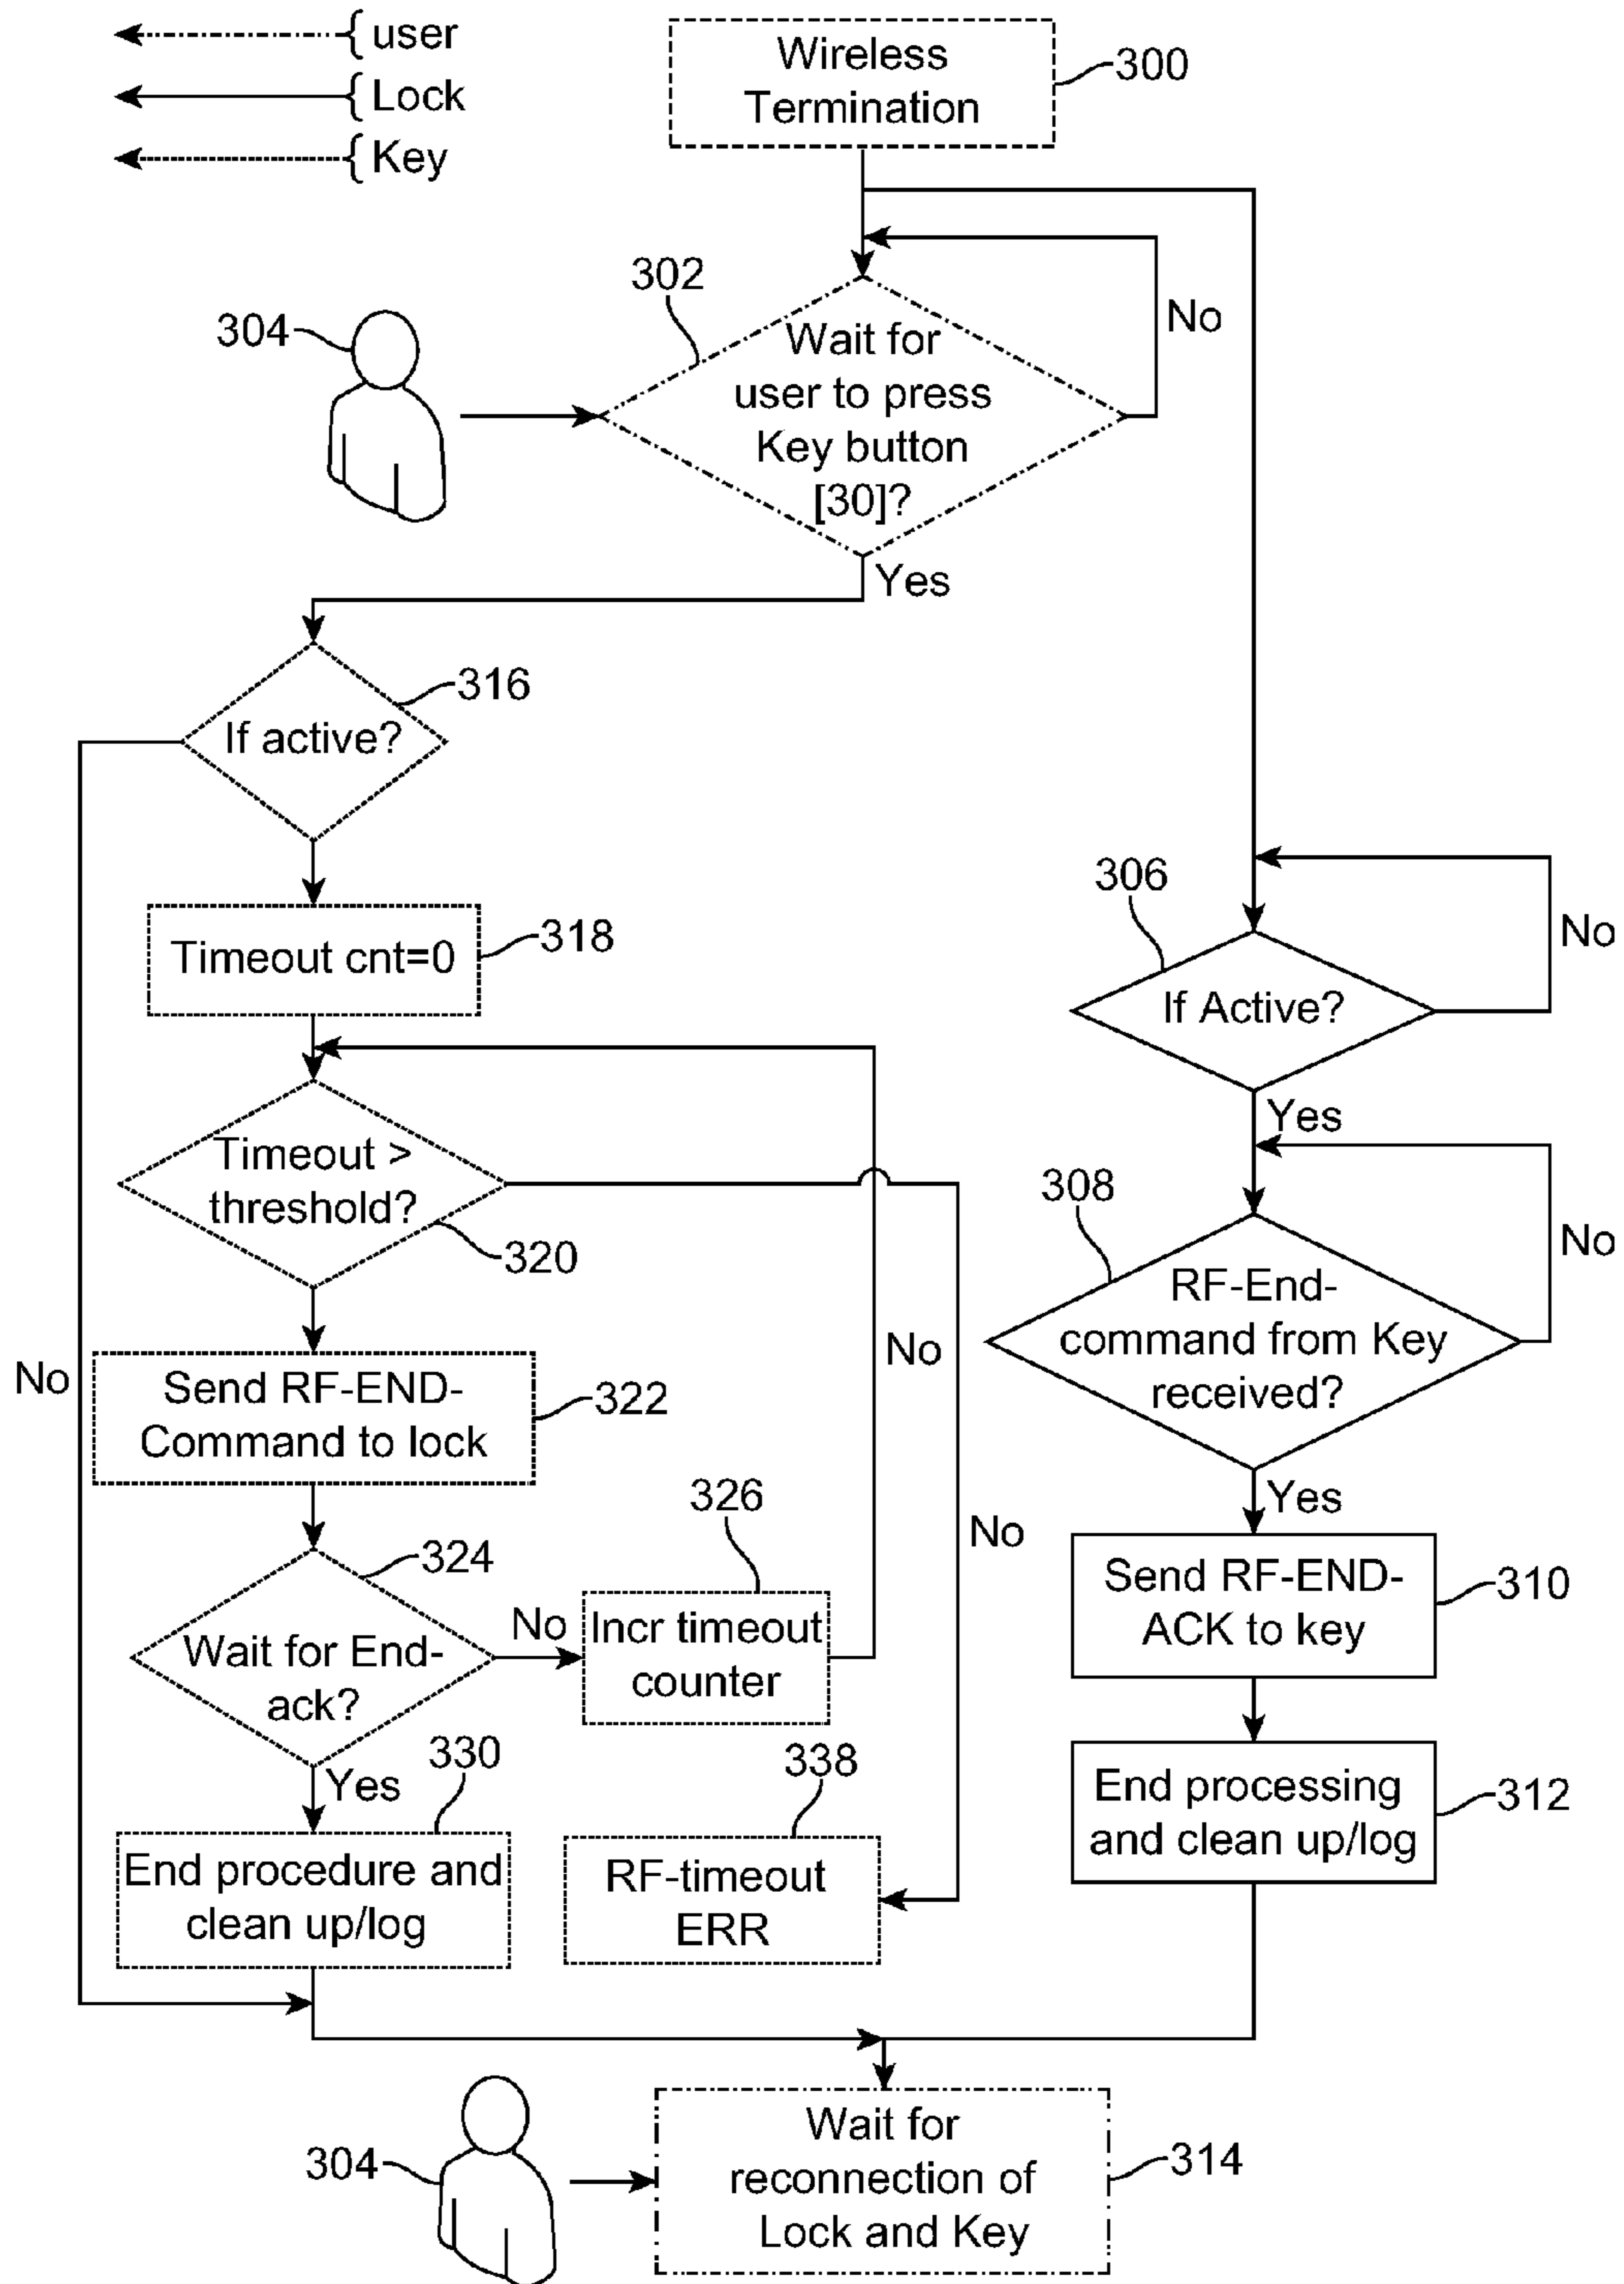 user
Lock
Key
Wireless
Termination
300
302
304
Wait for
user to press
Key button
[30]?
No
Yes
316
If active?
318
Timeout cnt=0
306
If Active?
No
Yes
Timeout >
threshold?
320
308
RF-End-
command from Key
received?
No
Yes
No
Send RF-END-
Command to lock
322
No
No
324
Wait for End-
ack?
No
326
Incr timeout
counter
Yes
330
End procedure and
clean up/log
338
RF-timeout
ERR
Send RF-END-
ACK to key
310
End processing
and clean up/log
312
304
Wait for
reconnection of
Lock and Key
314